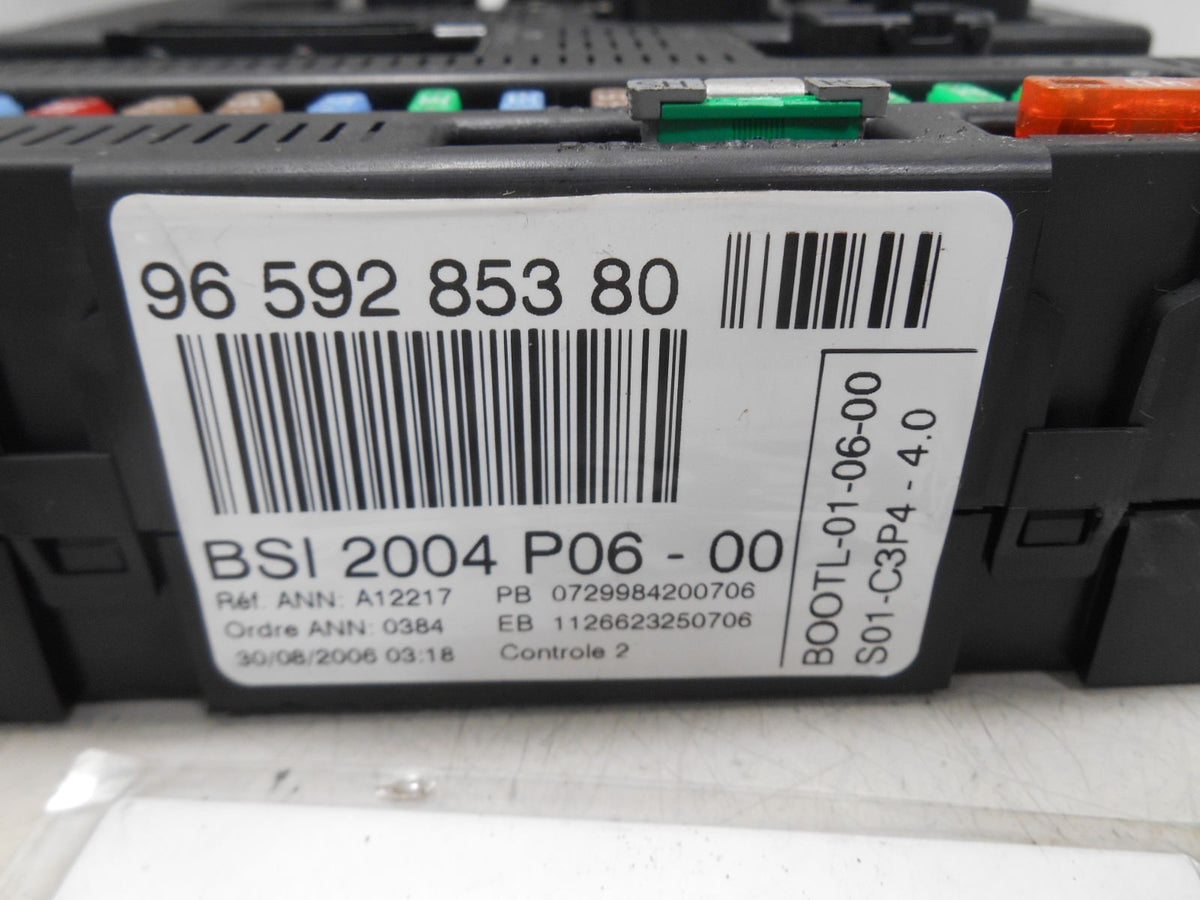 96 592 853 80
BSI 2004 P06 - 00
Réf. ANN: A12217 PB 0729984200706
Ordre ANN: 0384 EB 1126623250706
30/08/2006 03:18 Controle 2
BOOTL-01-06-00
S01-C3P4 - 4.0